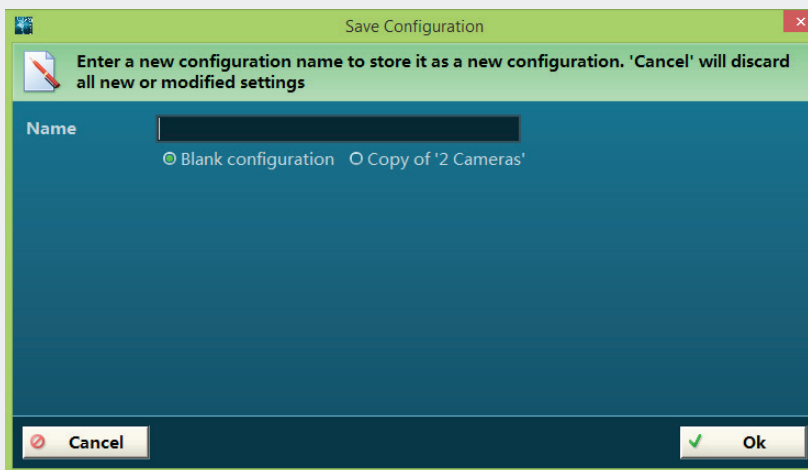 Save Configuration
Enter a new configuration name to store it as a new configuration. 'Cancel' will discard
all new or modified settings
Name
Blank configuration Copy of '2 Cameras'
Cancel Ok